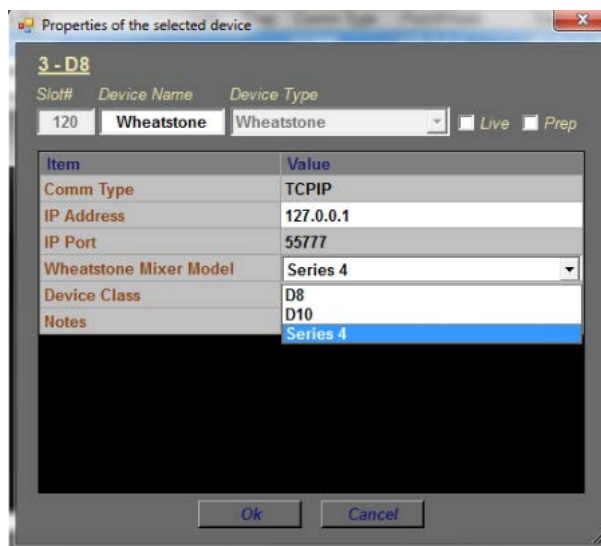 Properties of the selected device
3 - D8
Slot# Device Name Device Type
120 Wheatstone Wheatstone Live Prep
Item Value
Comm Type TCPIP
IP Address 127.0.0.1
IP Port 55777
Wheatstone Mixer Model Series 4
Device Class D8
D10
Notes
Series 4
Ok Cancel